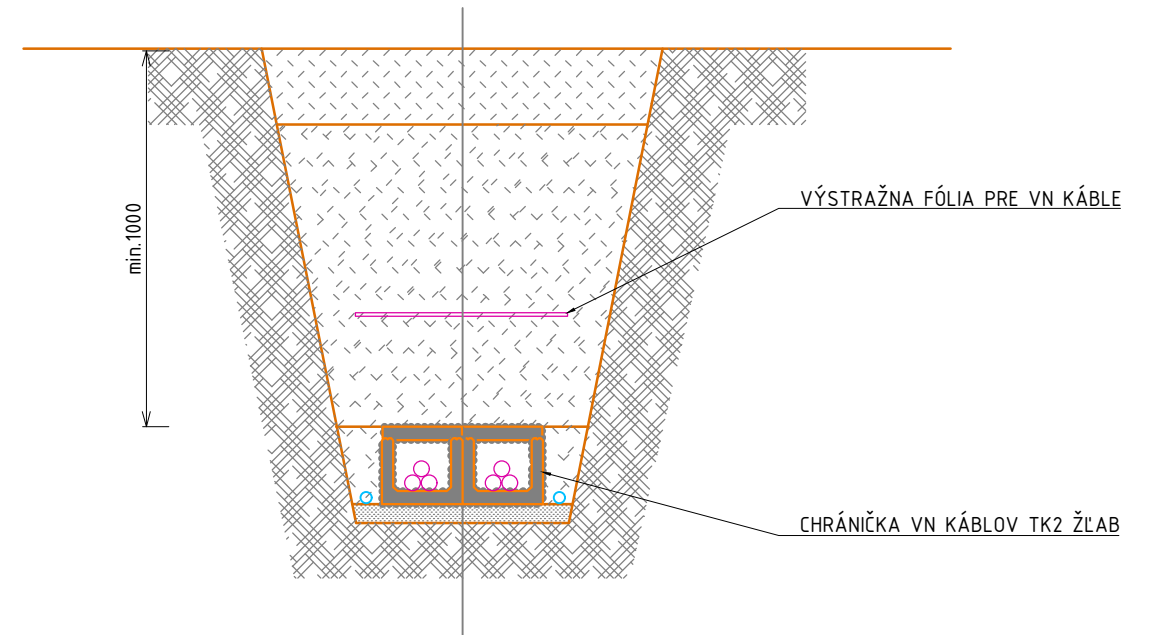 VÝSTRAŽNA FÓLIA PRE VN KÁBLE
min.1000
CHRÁNIČKA VN KÁBLOV TK2 ŽĽAB